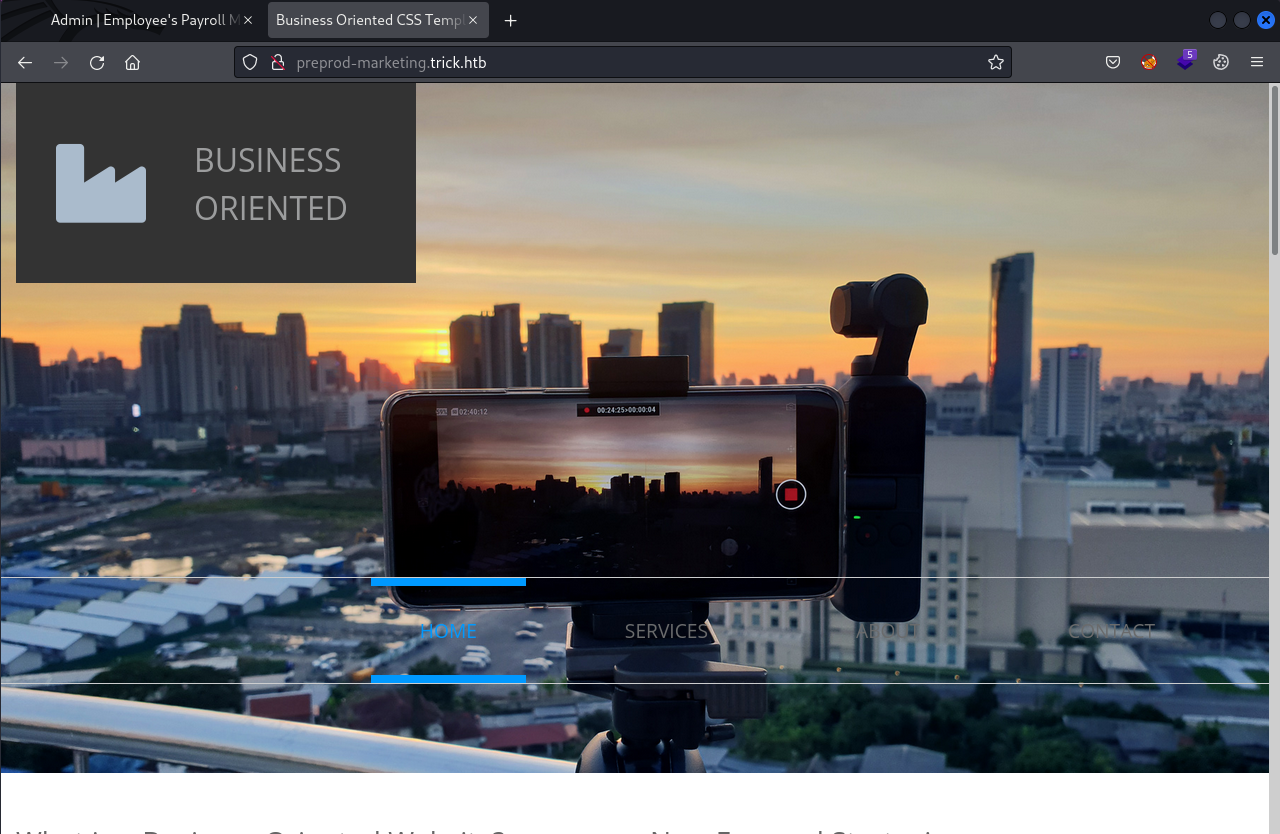 Admin | Employee's Payroll M
Business Oriented CSS Templ
preprod-marketing.trick.htb
5
BUSINESS
ORIENTED
02:40:12
00:24:25>00:00:04
HOME
SERVICES
ABOUT
CONTACT